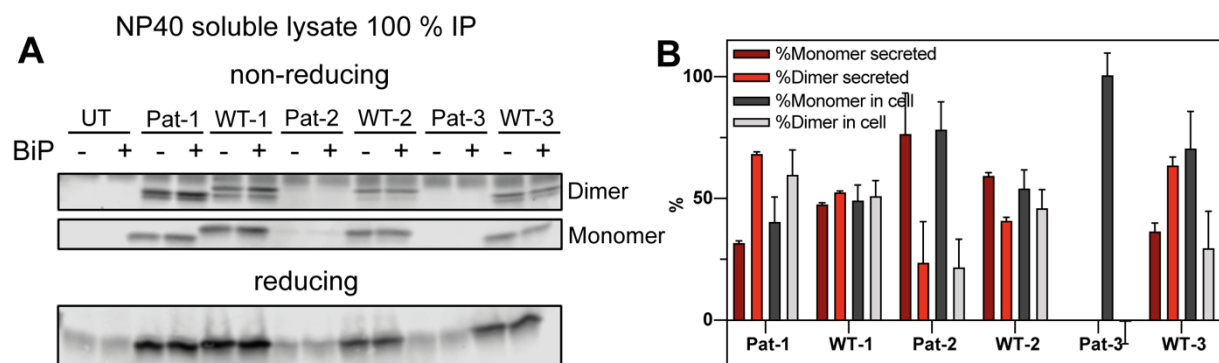 NP40 soluble lysate 100 % IP
A
non-reducing
UT Pat-1 WT-1 Pat-2 WT-2 Pat-3 WT-3
BiP - + - + - + - + - + - + - +
Dimer
Monomer
reducing
B
%Monomer secreted
%Dimer secreted
%Monomer in cell
%Dimer in cell
100
50
0
%
Pat-1 WT-1 Pat-2 WT-2 Pat-3 WT-3